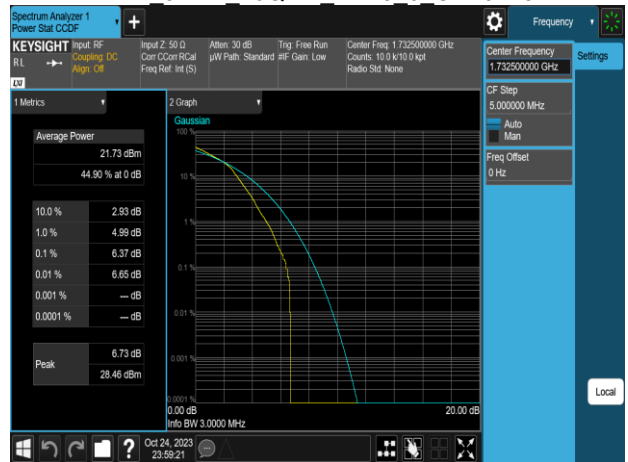 Spectrum Analyzer 1
Power Stat CCDF
Frequency
KEYSIGHT
RL
LXI
Input: RF
Coupling: DC
Align: Off
Input Z: 50 Ω
Corr CCorr RCal
Freq Ref: Int (S)
Atten: 30 dB
µW Path: Standard
Trig: Free Run
#IF Gain: Low
Center Freq: 1.732500000 GHz
Counts: 10.0 k/10.0 kpt
Radio Std: None
Center Frequency
1.732500000 GHz
Settings
CF Step
5.000000 MHz
Auto
Man
Freq Offset
0 Hz
1 Metrics
Average Power
21.73 dBm
44.90 % at 0 dB
10.0 % 2.93 dB
1.0 % 4.99 dB
0.1 % 6.37 dB
0.01 % 6.65 dB
0.001 % --- dB
0.0001 % --- dB
Peak
6.73 dB
28.46 dBm
2 Graph
Gaussian
100 %
10 %
1 %
0.1 %
0.01 %
0.001 %
0.0001 %
0.00 dB 20.00 dB
Info BW 3.0000 MHz
Local
?
Oct 24, 2023
23:59:21